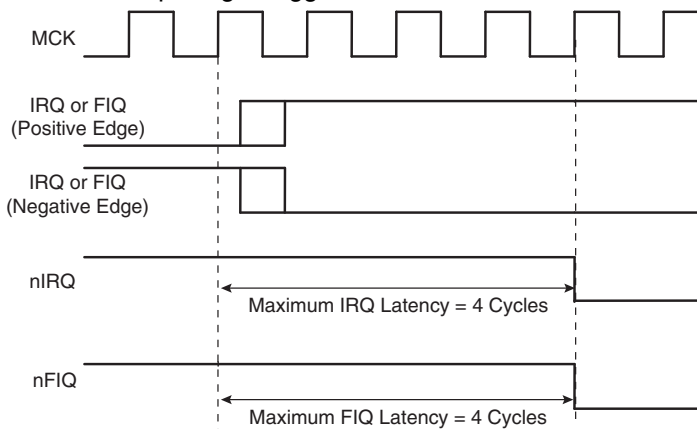 MCK
IRQ or FIQ
(Positive Edge)
IRQ or FIQ
(Negative Edge)
nIRQ
Maximum IRQ Latency = 4 Cycles
nFIQ
Maximum FIQ Latency = 4 Cycles